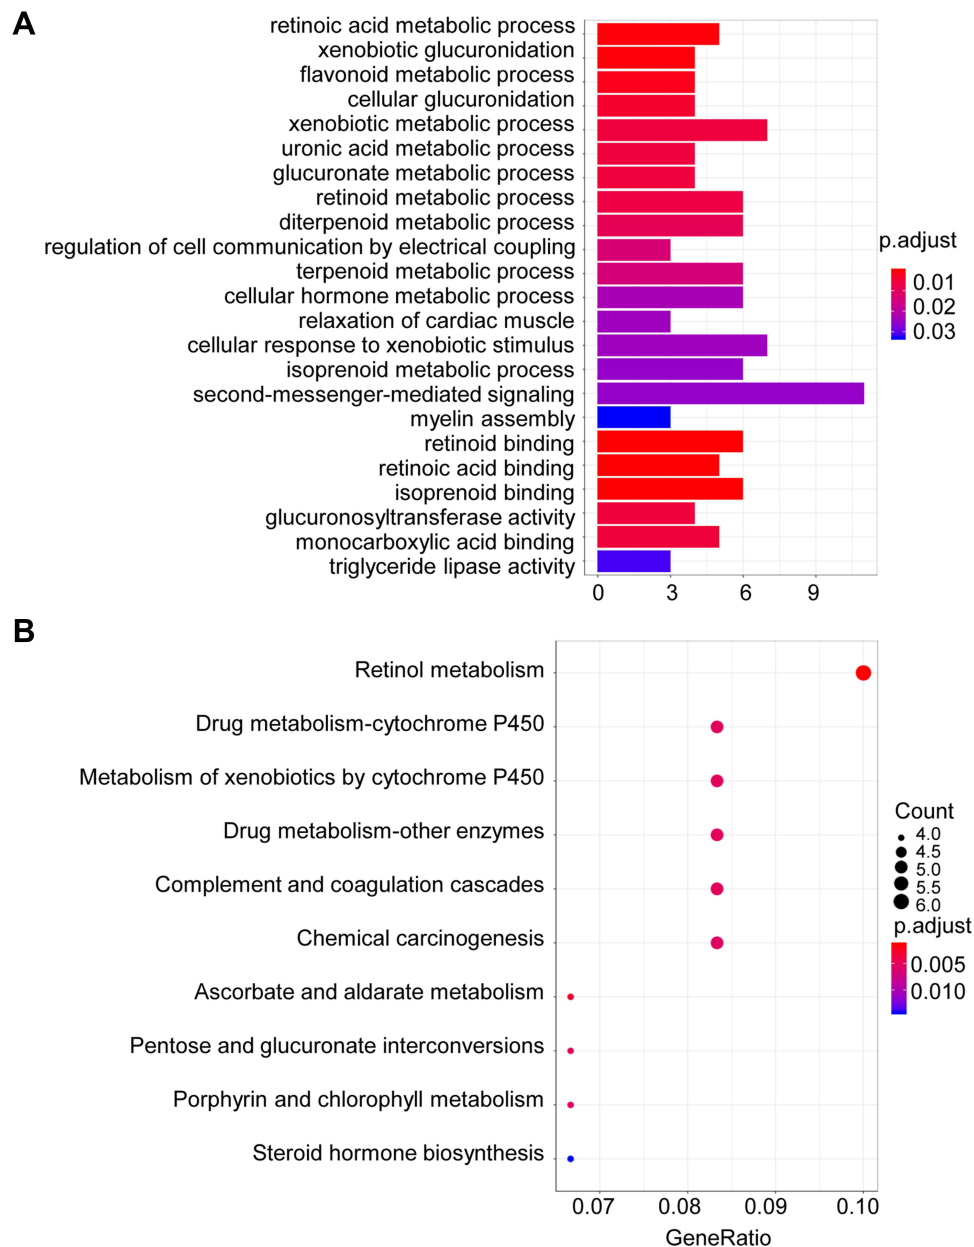 A
retinoic acid metabolic process
xenobiotic glucuronidation
flavonoid metabolic process
cellular glucuronidation
xenobiotic metabolic process
uronic acid metabolic process
glucuronate metabolic process
retinoid metabolic process
diterpenoid metabolic process
regulation of cell communication by electrical coupling
terpenoid metabolic process
cellular hormone metabolic process
relaxation of cardiac muscle
cellular response to xenobiotic stimulus
isoprenoid metabolic process
second-messenger-mediated signaling
myelin assembly
retinoid binding
retinoic acid binding
isoprenoid binding
glucuronosyltransferase activity
monocarboxylic acid binding
triglyceride lipase activity
0 3 6 9
p.adjust
0.01
0.02
0.03
B
Retinol metabolism
Drug metabolism-cytochrome P450
Metabolism of xenobiotics by cytochrome P450
Drug metabolism-other enzymes
Complement and coagulation cascades
Chemical carcinogenesis
Ascorbate and aldarate metabolism
Pentose and glucuronate interconversions
Porphyrin and chlorophyll metabolism
Steroid hormone biosynthesis
0.07 0.08 0.09 0.10
GeneRatio
Count
4.0
4.5
5.0
5.5
6.0
p.adjust
0.005
0.010